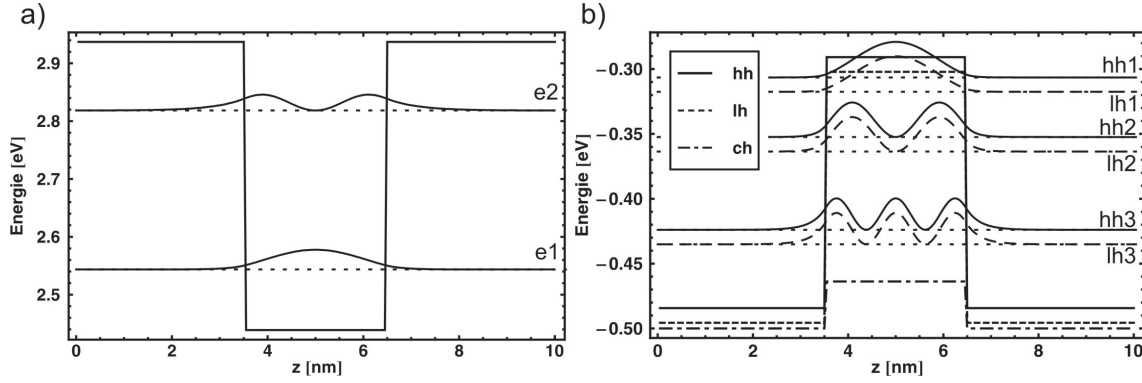 a)
2.9
2.8
2.7
2.6
2.5
Energie [eV]
e2
e1
0 2 4 6 8 10
z [nm]
b)
−0.30
−0.35
−0.40
−0.45
−0.50
Energie [eV]
hh
lh
ch
hh1
lh1
hh2
lh2
hh3
lh3
0 2 4 6 8 10
z [nm]